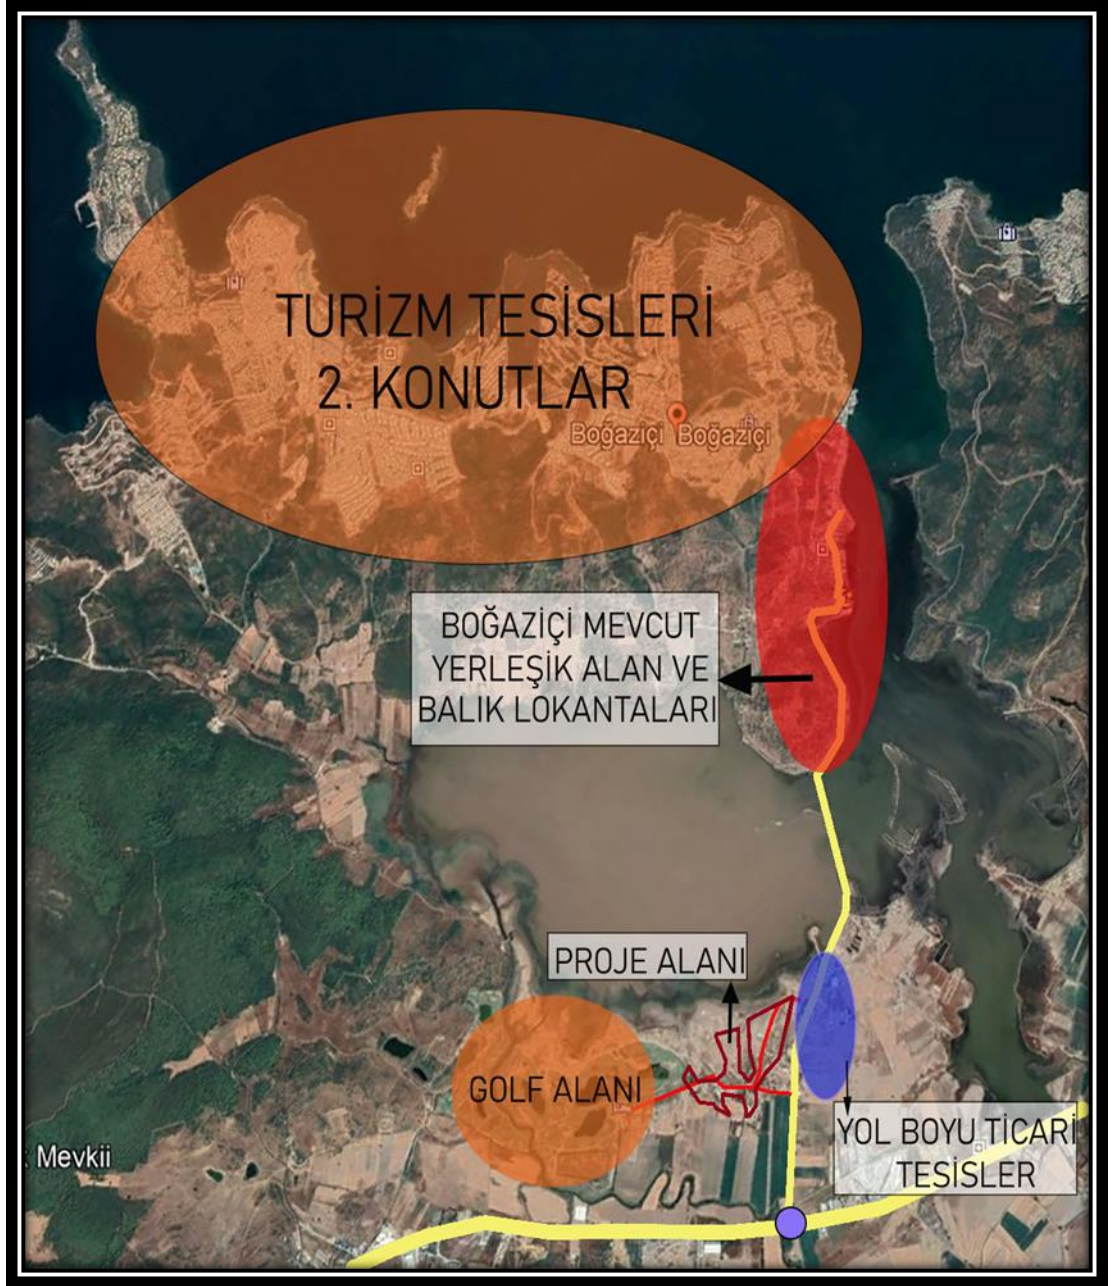 TURİZM TESİSLERİ
2. KONUTLAR
Boğaziçi Boğaziçi
BOĞAZİÇİ MEVCUT
YERLEŞİK ALAN VE
BALIK LOKANTALARI
PROJE ALANI
GOLF ALANI
YOL BOYU TİCARİ
TESİSLER
Mevkii